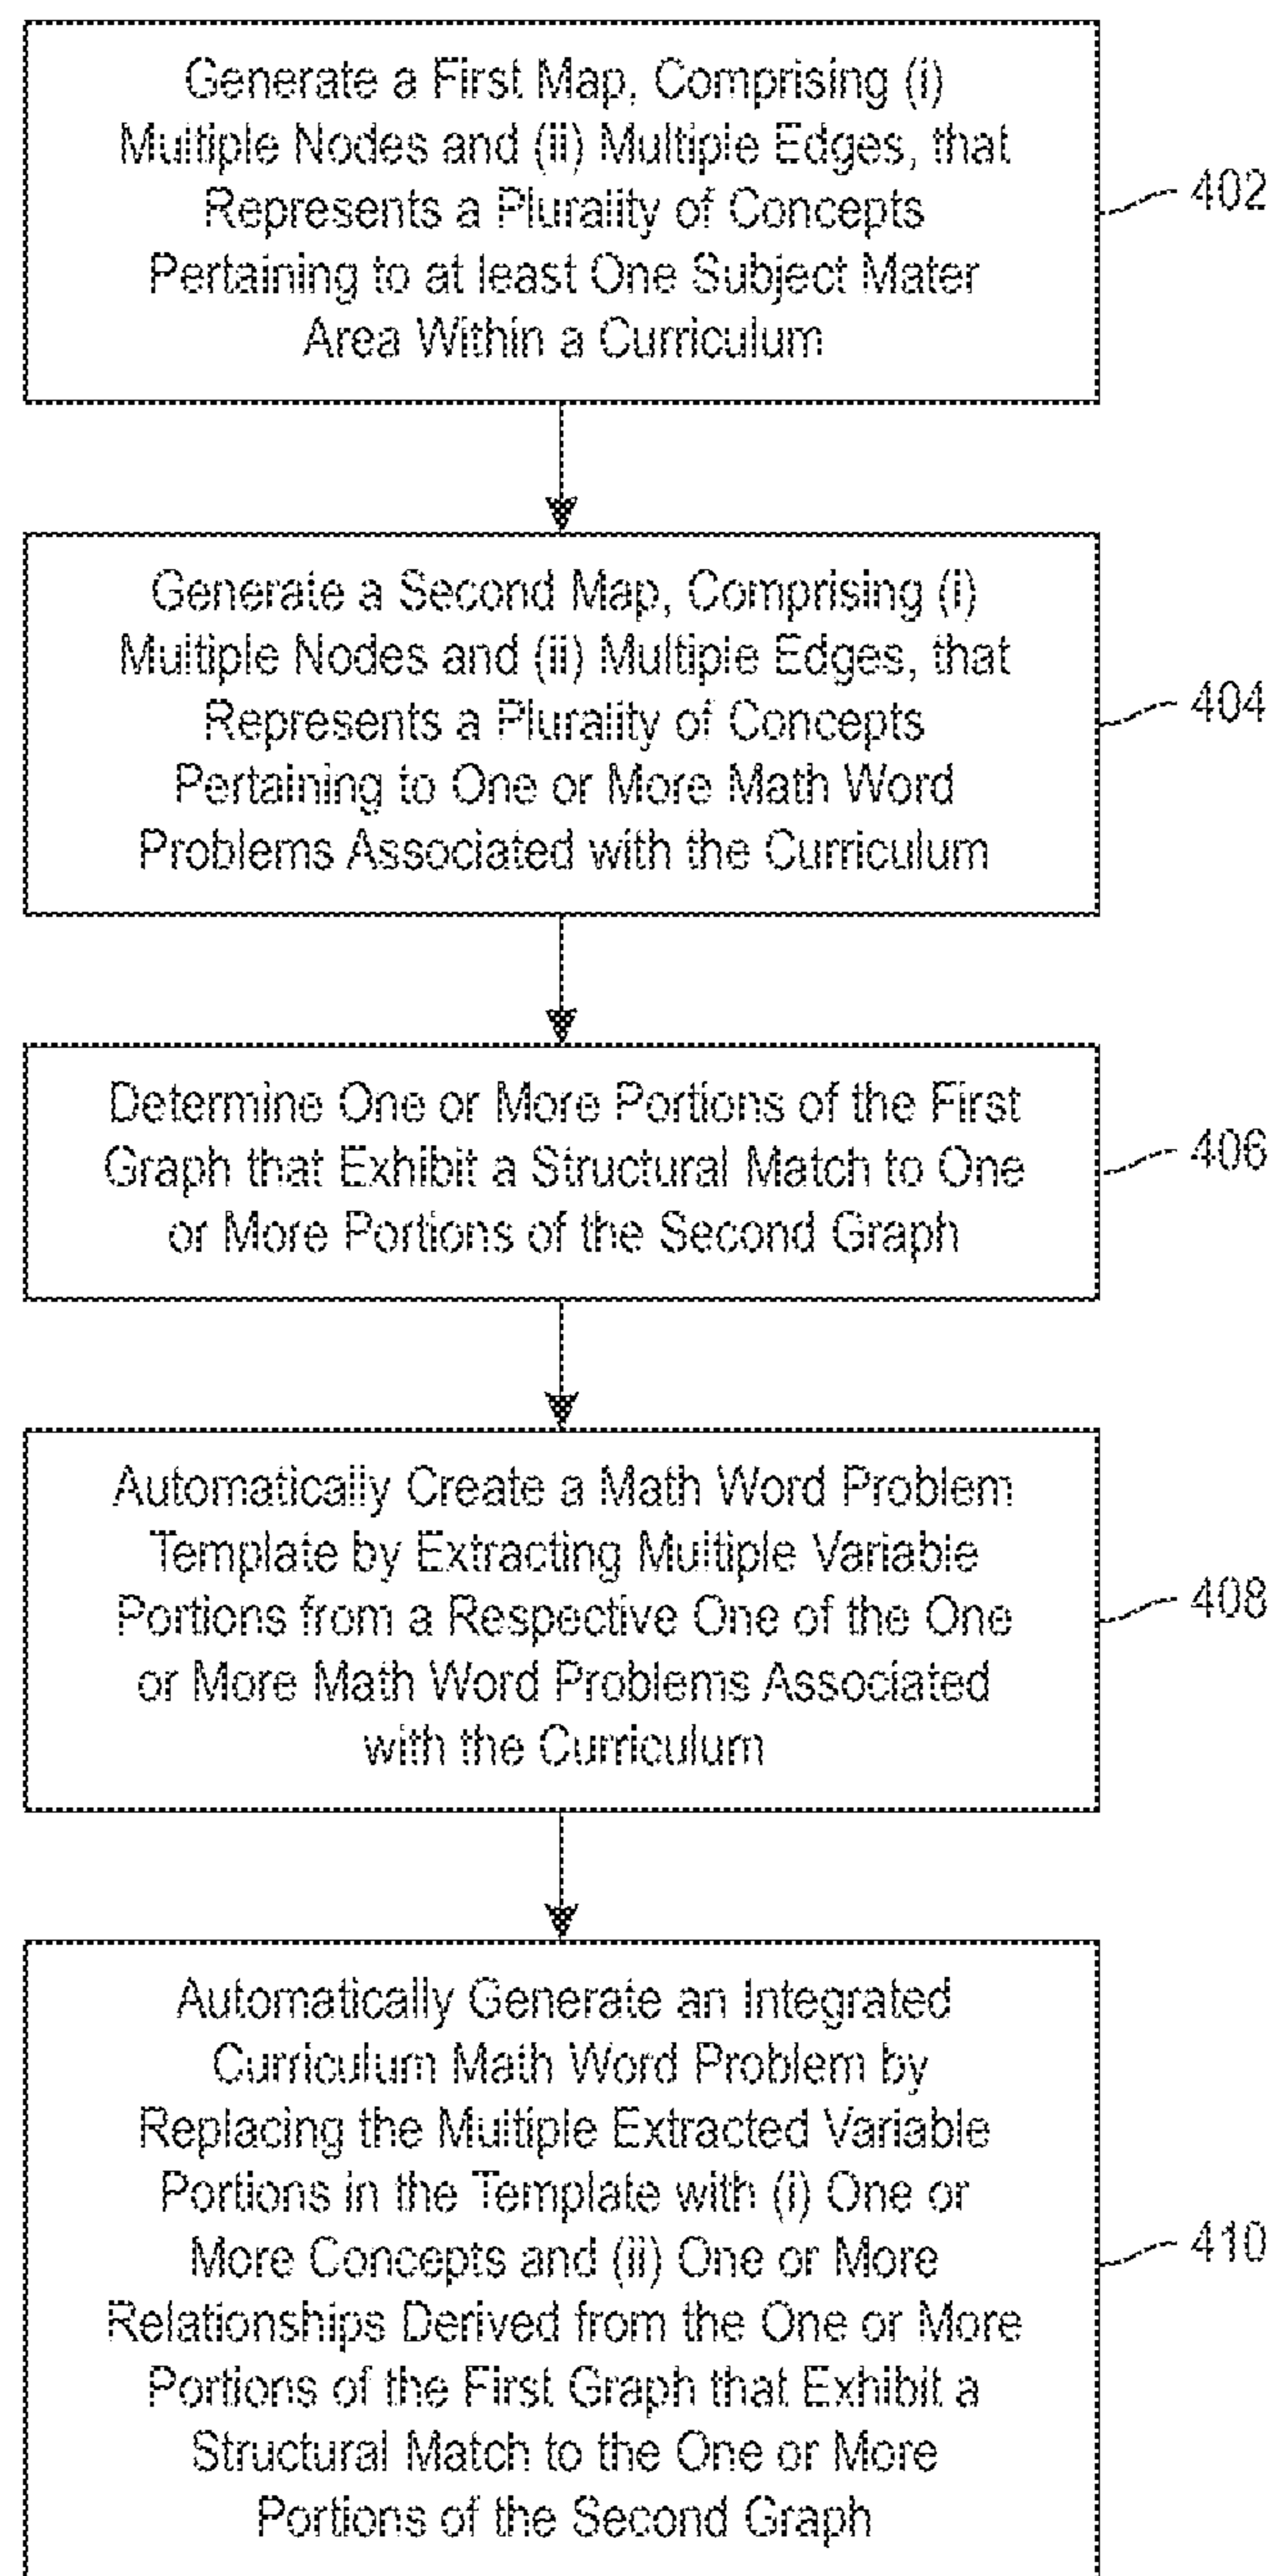 Generate a First Map, Comprising (i)
Multiple Nodes and (ii) Multiple Edges, that
Represents a Plurality of Concepts
Pertaining to at least One Subject Mater
Area Within a Curriculum
402
Generate a Second Map, Comprising (i)
Multiple Nodes and (ii) Multiple Edges, that
Represents a Plurality of Concepts
Pertaining to One or More Math Word
Problems Associated with the Curriculum
404
Determine One or More Portions of the First
Graph that Exhibit a Structural Match to One
or More Portions of the Second Graph
406
Automatically Create a Math Word Problem
Template by Extracting Multiple Variable
Portions from a Respective One of the One
or More Math Word Problems Associated
with the Curriculum
408
Automatically Generate an Integrated
Curriculum Math Word Problem by
Replacing the Multiple Extracted Variable
Portions in the Template with (i) One or
More Concepts and (ii) One or More
Relationships Derived from the One or More
Portions of the First Graph that Exhibit a
Structural Match to the One or More
Portions of the Second Graph
410